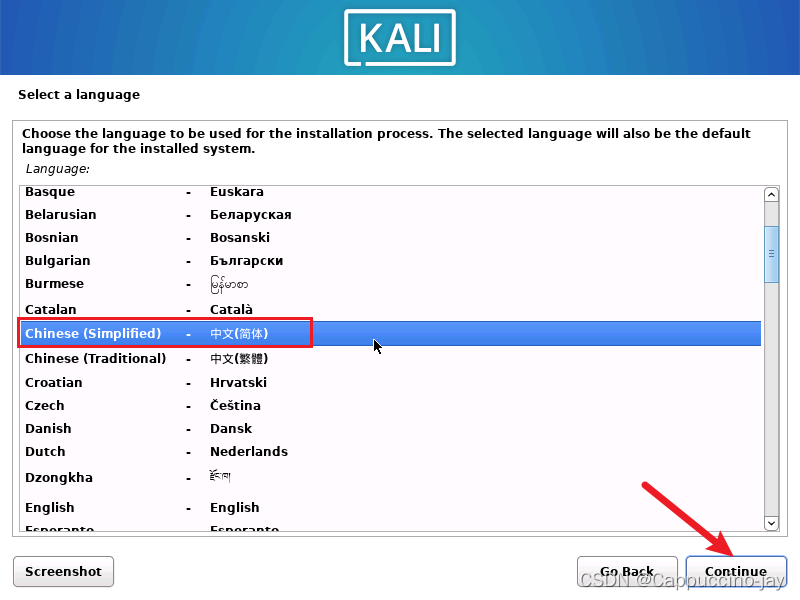 KALI
Select a language
Choose the language to be used for the installation process. The selected language will also be the default
language for the installed system.
Language:
Basque - Euskara
Belarusian - Беларуская
Bosnian - Bosanski
Bulgarian - Български
Burmese - မြန်မာစာ
Catalan - Català
Chinese (Simplified) - 中文(简体)
Chinese (Traditional) - 中文(繁體)
Croatian - Hrvatski
Czech - Čeština
Danish - Dansk
Dutch - Nederlands
Dzongkha - རྫོང་ཁ།
English - English
Esperanto - Esperanto
Screenshot Go Back Continue
CSDN @Cappuccino-jay